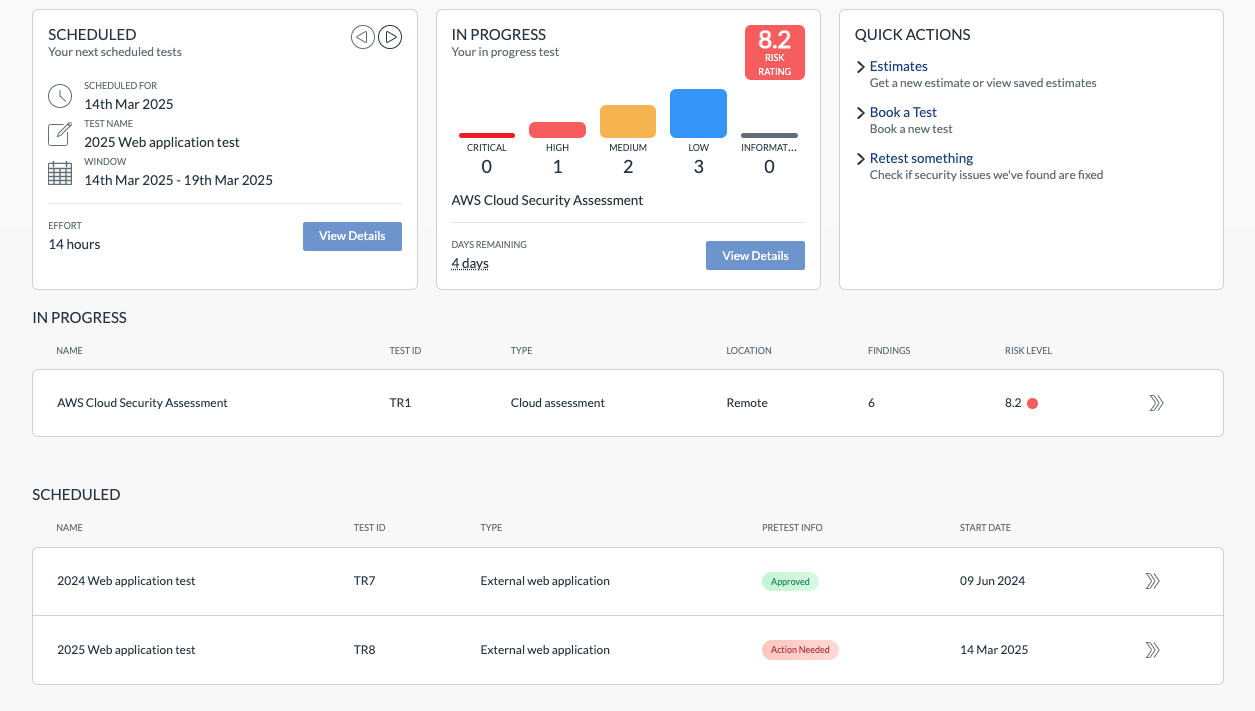 SCHEDULED
Your next scheduled tests
SCHEDULED FOR
14th Mar 2025
TEST NAME
2025 Web application test
WINDOW
14th Mar 2025 - 19th Mar 2025
EFFORT
14 hours
View Details
IN PROGRESS
Your in progress test
8.2
RISK
RATING
CRITICAL HIGH MEDIUM LOW INFORMAT...
0 1 2 3 0
AWS Cloud Security Assessment
DAYS REMAINING
4 days
View Details
QUICK ACTIONS
Estimates
Get a new estimate or view saved estimates
Book a Test
Book a new test
Retest something
Check if security issues we've found are fixed
IN PROGRESS
NAME TEST ID TYPE LOCATION FINDINGS RISK LEVEL
AWS Cloud Security Assessment TR1 Cloud assessment Remote 6 8.2
SCHEDULED
NAME TEST ID TYPE PRETEST INFO START DATE
2024 Web application test TR7 External web application Approved 09 Jun 2024
2025 Web application test TR8 External web application Action Needed 14 Mar 2025